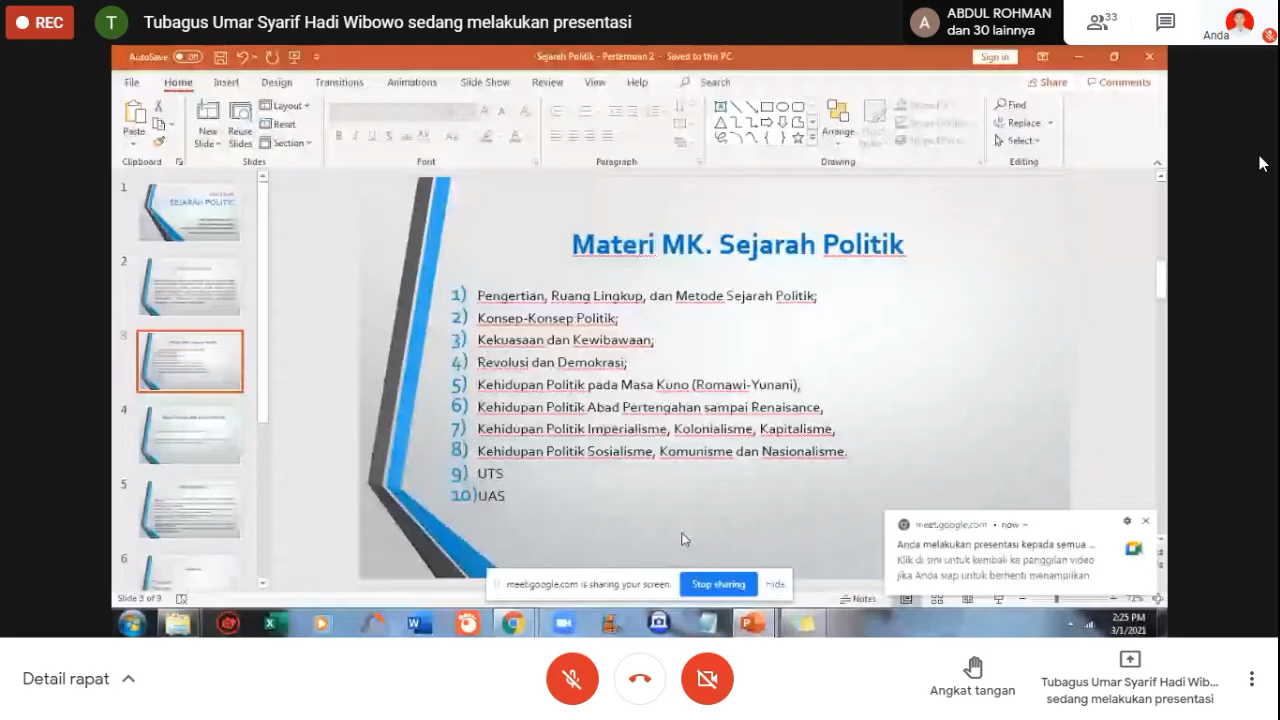 REC
T
Tubagus Umar Syarif Hadi Wibowo sedang melakukan presentasi
A
ABDUL ROHMAN
dan 30 lainnya
33
Anda
AutoSave Off
Sejarah Politik - Pertemuan 2 - Saved to this PC
Sign in
File Home Insert Design Transitions Animations Slide Show Review View Help Search
Share Comments
Paste
New Slide
Reuse Slides
Layout
Reset
Section
Arrange
Find
Replace
Select
Clipboard Slides Font Paragraph Drawing Editing
1
SEJARAH POLITIK
2
3
4
5
6
Materi MK. Sejarah Politik
1) Pengertian, Ruang Lingkup, dan Metode Sejarah Politik;
2) Konsep-Konsep Politik;
3) Kekuasaan dan Kewibawaan;
4) Revolusi dan Demokrasi;
5) Kehidupan Politik pada Masa Kuno (Romawi-Yunani),
6) Kehidupan Politik Abad Pertengahan sampai Renaisance,
7) Kehidupan Politik Imperialisme, Kolonialisme, Kapitalisme,
8) Kehidupan Politik Sosialisme, Komunisme dan Nasionalisme.
9) UTS
10) UAS
meet.google.com • now
Anda melakukan presentasi kepada semua ...
Klik di sini untuk kembali ke panggilan video
jika Anda siap untuk berhenti menampilkan
meet.google.com is sharing your screen.
Stop sharing
Hide
Slide 3 of 9
Notes
72%
2:25 PM
3/1/2021
Detail rapat
Angkat tangan
Tubagus Umar Syarif Hadi Wib...
sedang melakukan presentasi